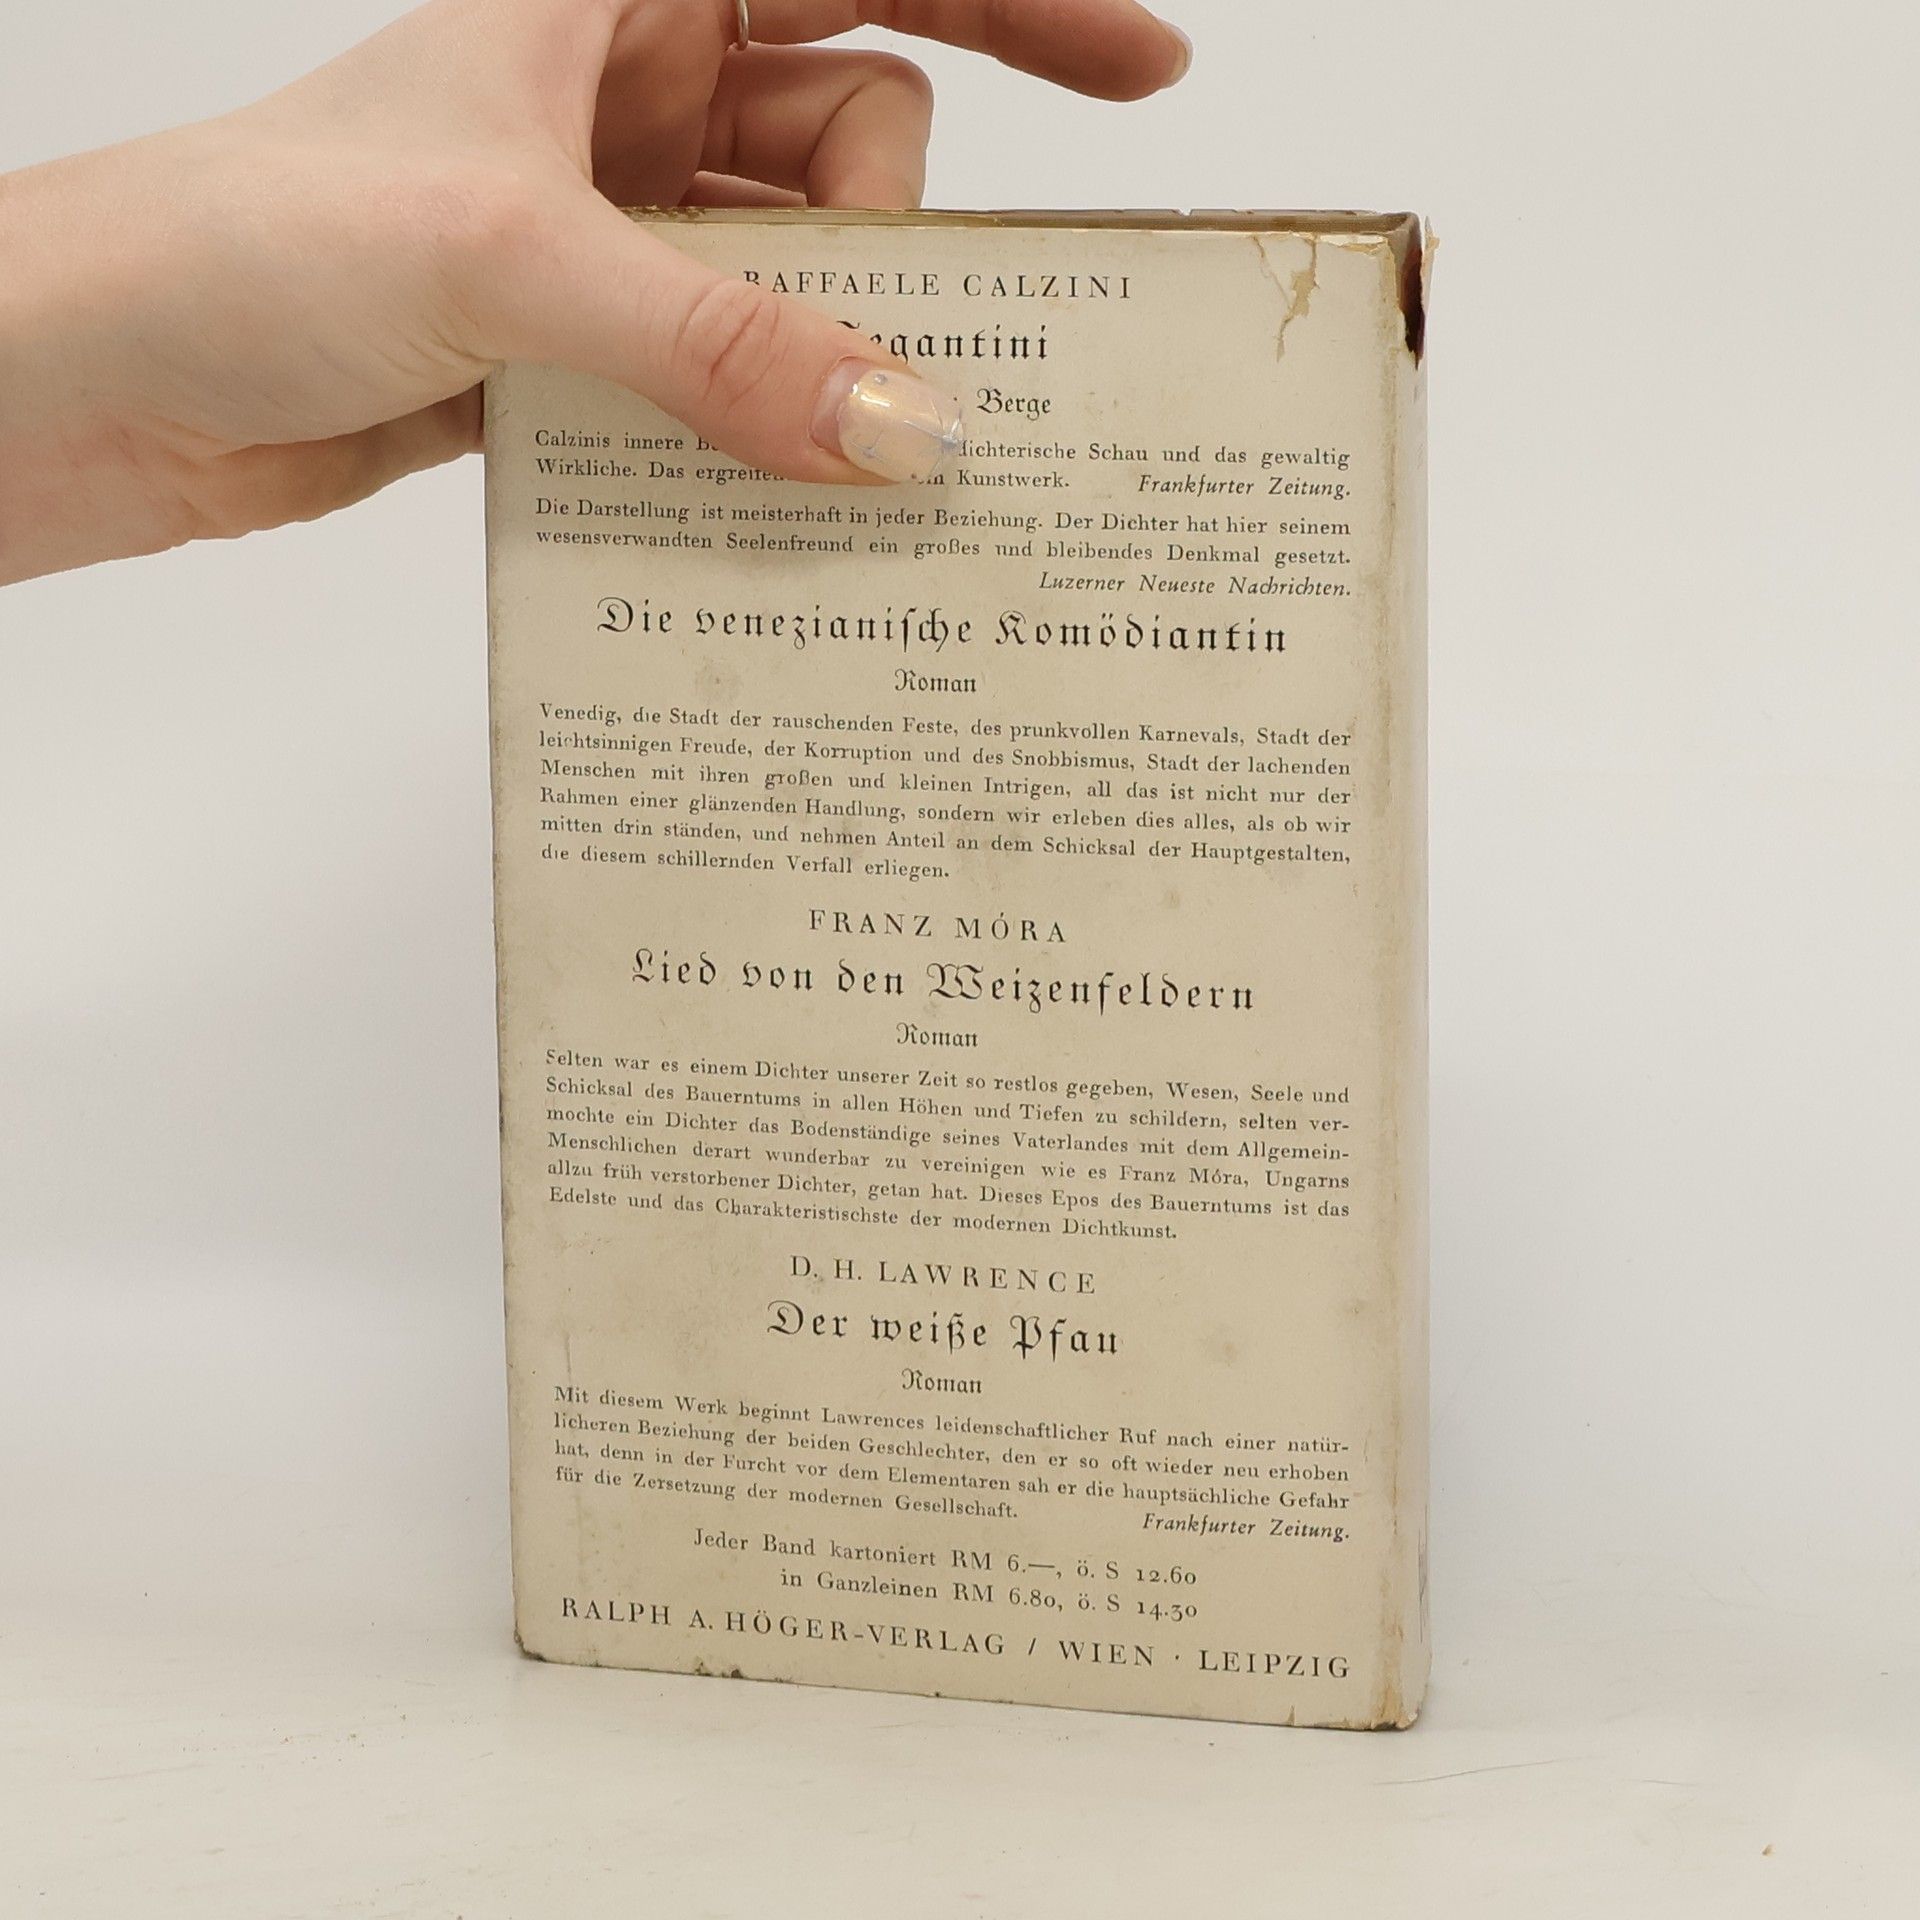 RAFFAELE CALZINI
Segantini
Berge
Calzinis innere dichterische Schau und das gewaltig
Wirkliche. Das Kunstwerk. Frankfurter Zeitung.
Die Darstellung ist meisterhaft in jeder Beziehung. Der Dichter hat hier seinem
wesensverwandten Seelenfreund ein großes und bleibendes Denkmal gesetzt.
Luzerner Neueste Nachrichten.
Die venezianische Komödiantin
Roman
Venedig, die Stadt der rauschenden Feste, des prunkvollen Karnevals, Stadt der
leichtsinnigen Freude, der Korruption und des Snobbismus, Stadt der lachenden
Menschen mit ihren großen und kleinen Intrigen, all das ist nicht nur der
Rahmen einer glänzenden Handlung, sondern wir erleben dies alles, als ob wir
mitten drin ständen, und nehmen Anteil an dem Schicksal der Hauptgestalten,
die diesem schillernden Verfall erliegen.
FRANZ MÓRA
Lied von den Weizenfeldern
Roman
Selten war es einem Dichter unserer Zeit so restlos gegeben, Wesen, Seele und
Schicksal des Bauerntums in allen Höhen und Tiefen zu schildern, selten ver-
mochte ein Dichter das Bodenständige seines Vaterlandes mit dem Allgemein-
Menschlichen derart wunderbar zu vereinigen wie es Franz Móra, Ungarns
allzu früh verstorbener Dichter, getan hat. Dieses Epos des Bauerntums ist das
Edelste und das Charakteristischste der modernen Dichtkunst.
D. H. LAWRENCE
Der weiße Pfau
Roman
Mit diesem Werk beginnt Lawrences leidenschaftlicher Ruf nach einer natür-
licheren Beziehung der beiden Geschlechter, den er so oft wieder neu erhoben
hat, denn in der Furcht vor dem Elementaren sah er die hauptsächliche Gefahr
für die Zersetzung der modernen Gesellschaft. Frankfurter Zeitung.
Jeder Band kartoniert RM 6.—, ö. S 12.60
in Ganzleinen RM 6.80, ö. S 14.30
RALPH A. HÖGER-VERLAG / WIEN · LEIPZIG